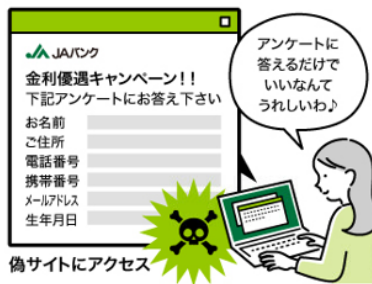 JAバンク
金利優遇キャンペーン!!
下記アンケートにお答え下さい
お名前
ご住所
電話番号
携帯番号
メールアドレス
生年月日
アンケートに
答えるだけで
いいなんて
うれしいわ♪
偽サイトにアクセス